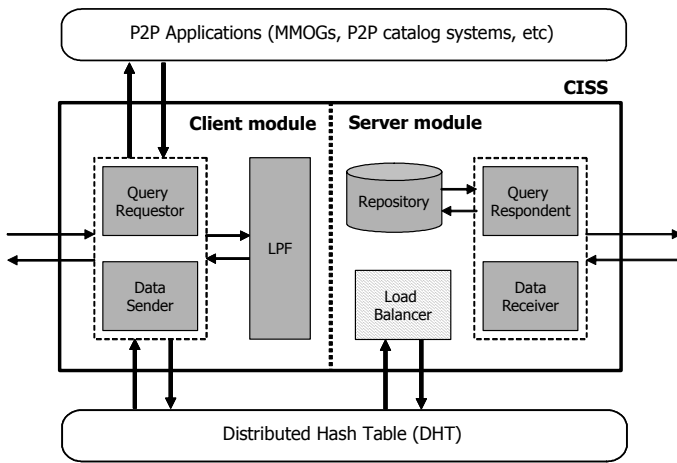 P2P Applications (MMOGs, P2P catalog systems, etc)
CISS
Client module
Server module
Query
Requestor
Data
Sender
LPF
Repository
Query
Respondent
Load
Balancer
Data
Receiver
Distributed Hash Table (DHT)